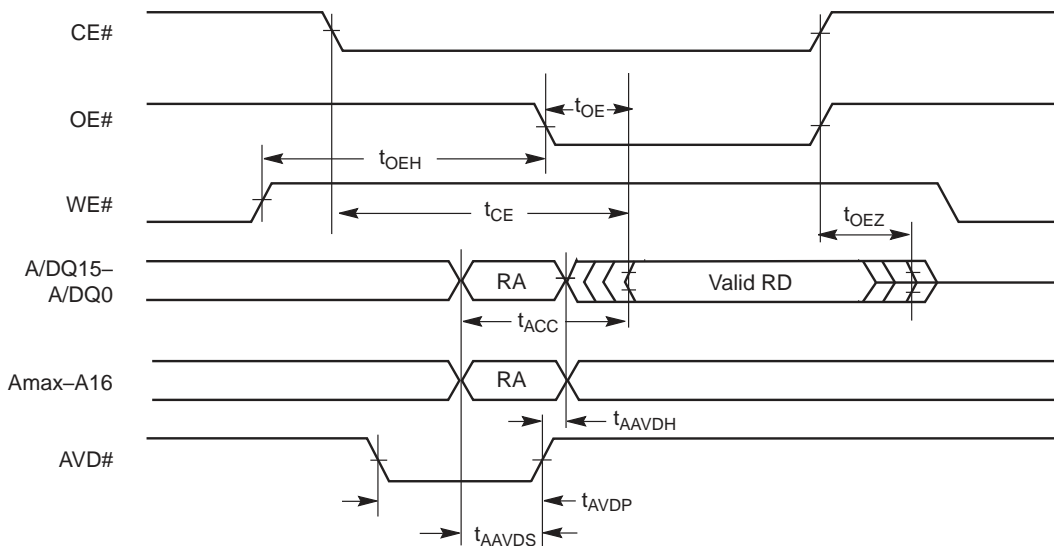 CE#
OE#
tOE
tOEH
WE#
tCE
tOEZ
A/DQ15–
A/DQ0
RA
Valid RD
tACC
Amax–A16
RA
tAAVDH
AVD#
tAVDP
tAAVDS